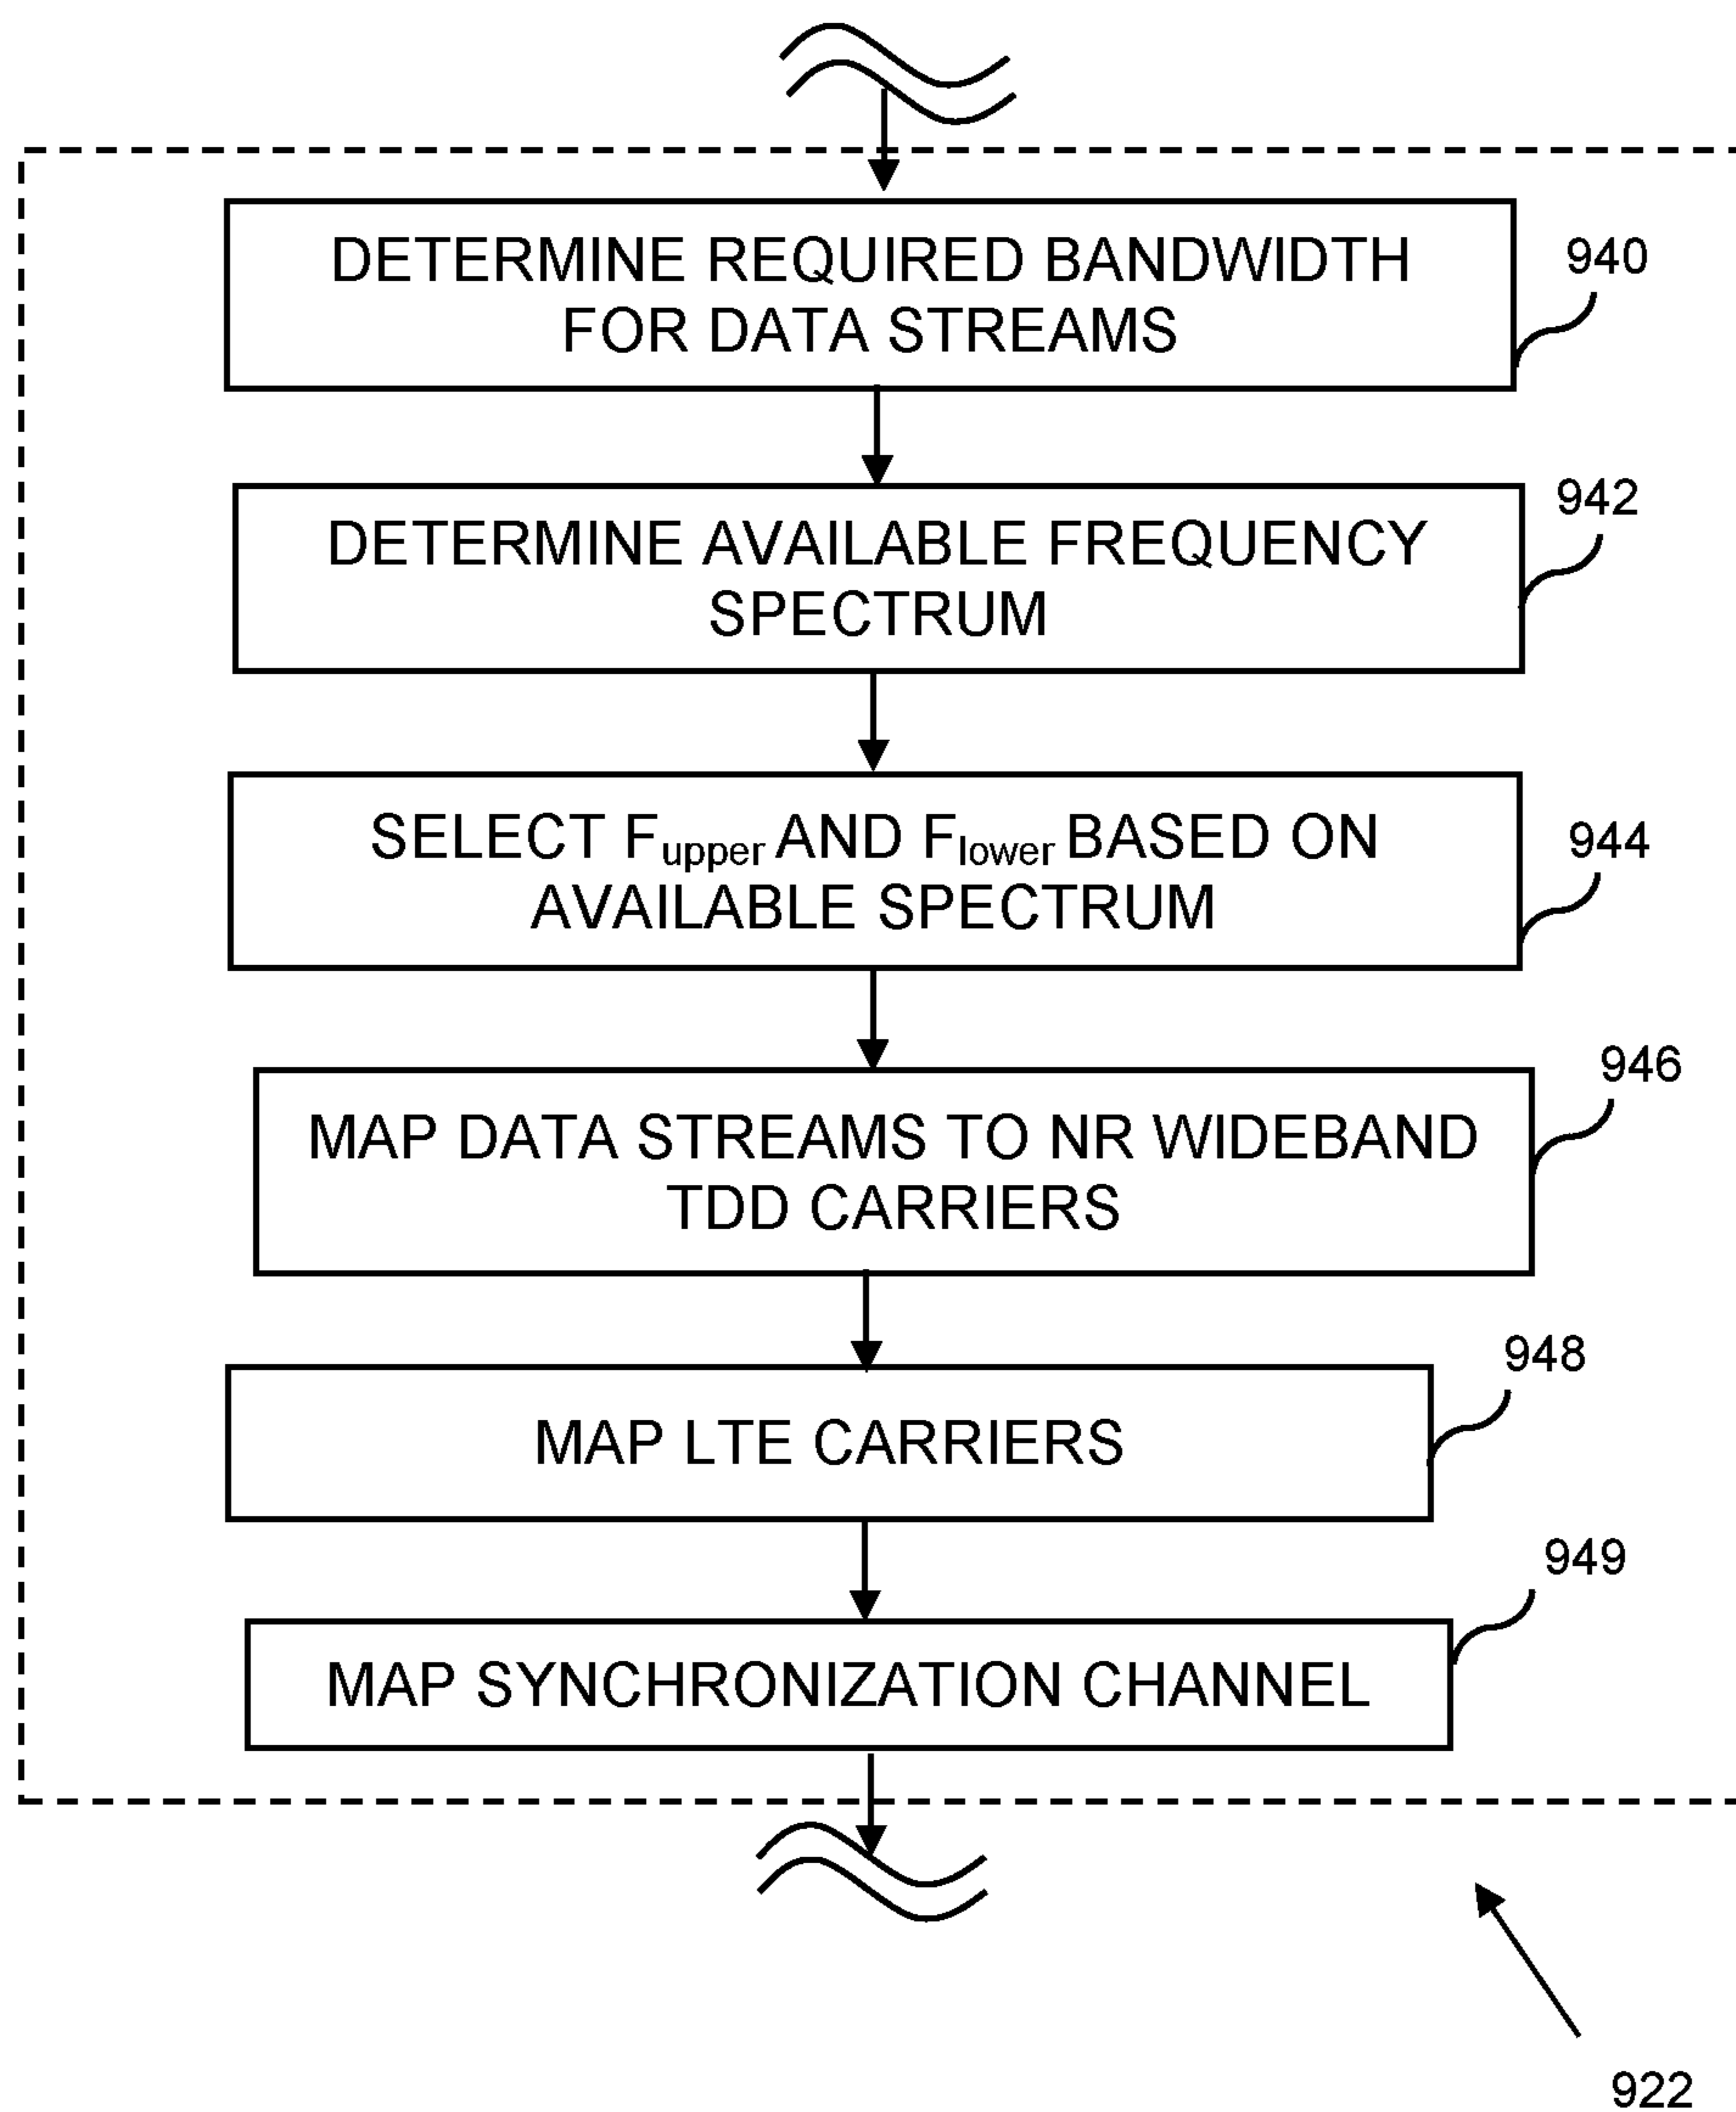 DETERMINE REQUIRED BANDWIDTH
FOR DATA STREAMS
940
DETERMINE AVAILABLE FREQUENCY
SPECTRUM
942
SELECT Fupper AND Flower BASED ON
AVAILABLE SPECTRUM
944
MAP DATA STREAMS TO NR WIDEBAND
TDD CARRIERS
946
MAP LTE CARRIERS
948
MAP SYNCHRONIZATION CHANNEL
949
922